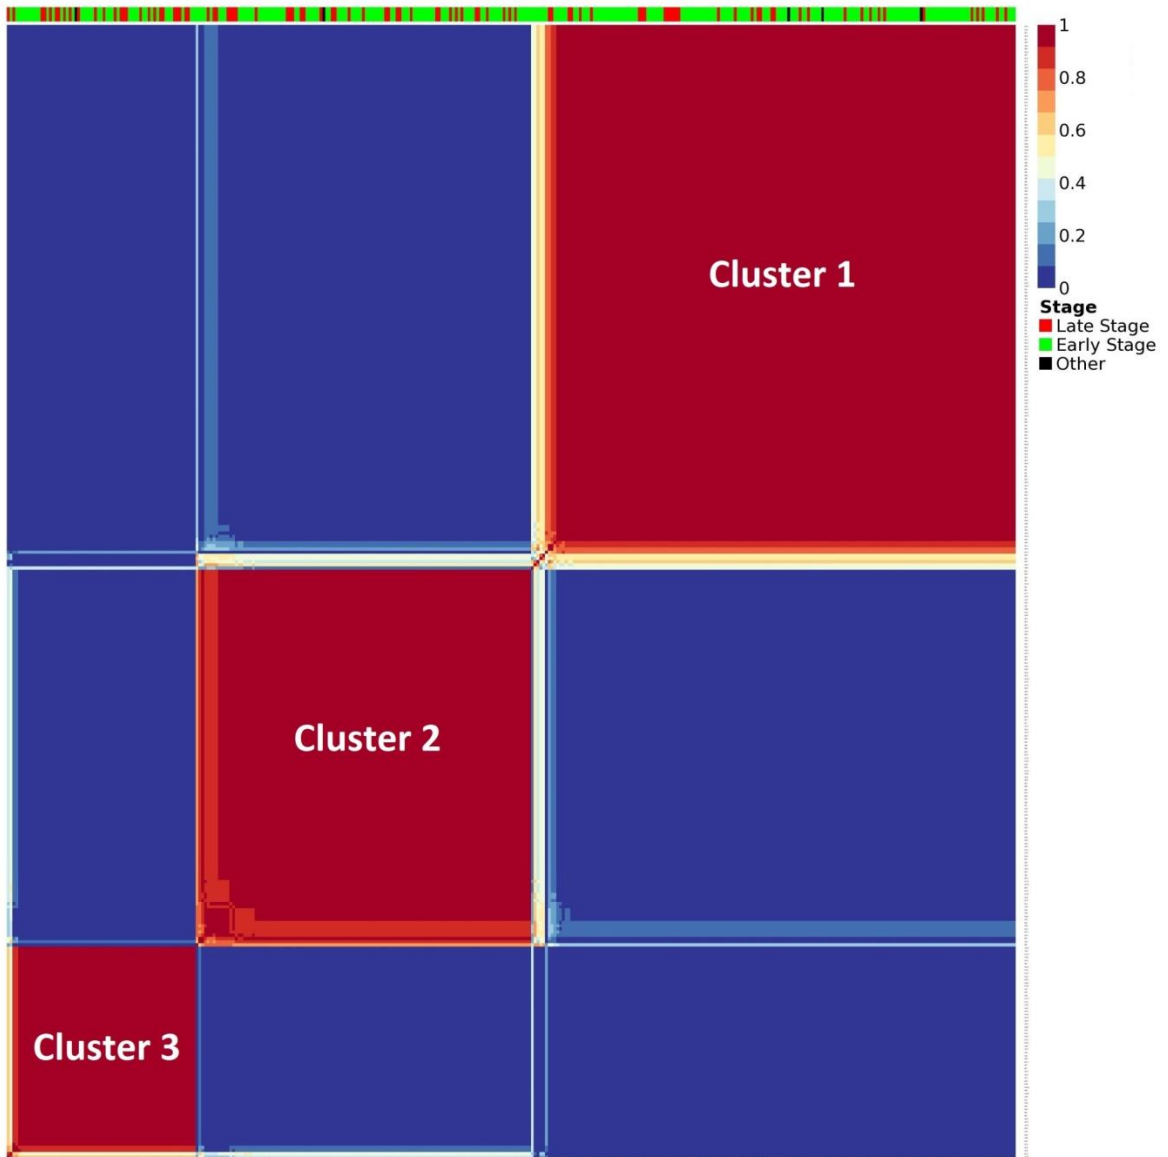 1
0.8
0.6
Cluster 1
0.4
0.2
0
Stage
Late Stage
Early Stage
Other
Cluster 2
Cluster 3